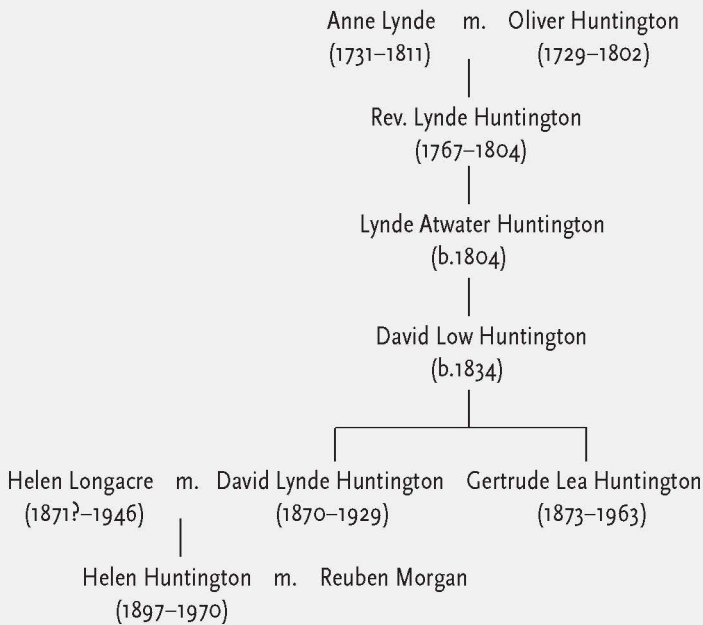 Anne Lynde m. Oliver Huntington
(1731–1811) (1729–1802)
Rev. Lynde Huntington
(1767–1804)
Lynde Atwater Huntington
(b.1804)
David Low Huntington
(b.1834)
Helen Longacre m. David Lynde Huntington Gertrude Lea Huntington
(1871?–1946) (1870–1929) (1873–1963)
Helen Huntington m. Reuben Morgan
(1897–1970)